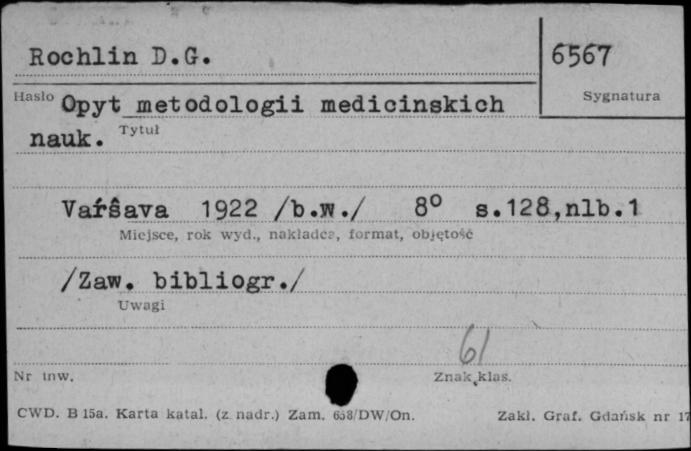 Rochlin D.G.
6567
Hasło
Sygnatura
Opyt metodologii medicinskich
nauk.
Tytuł
Varšava 1922 /b.w./ 8° s.128,nlb.1
Miejsce, rok wyd., nakładca, format, objętość
/Zaw. bibliogr./
Uwagi
61
Nr inw.
Znak klas.
CWD. B 15a. Karta katal. (z nadr.) Zam. 658/DW/On.
Zakł. Graf. Gdańsk nr 17